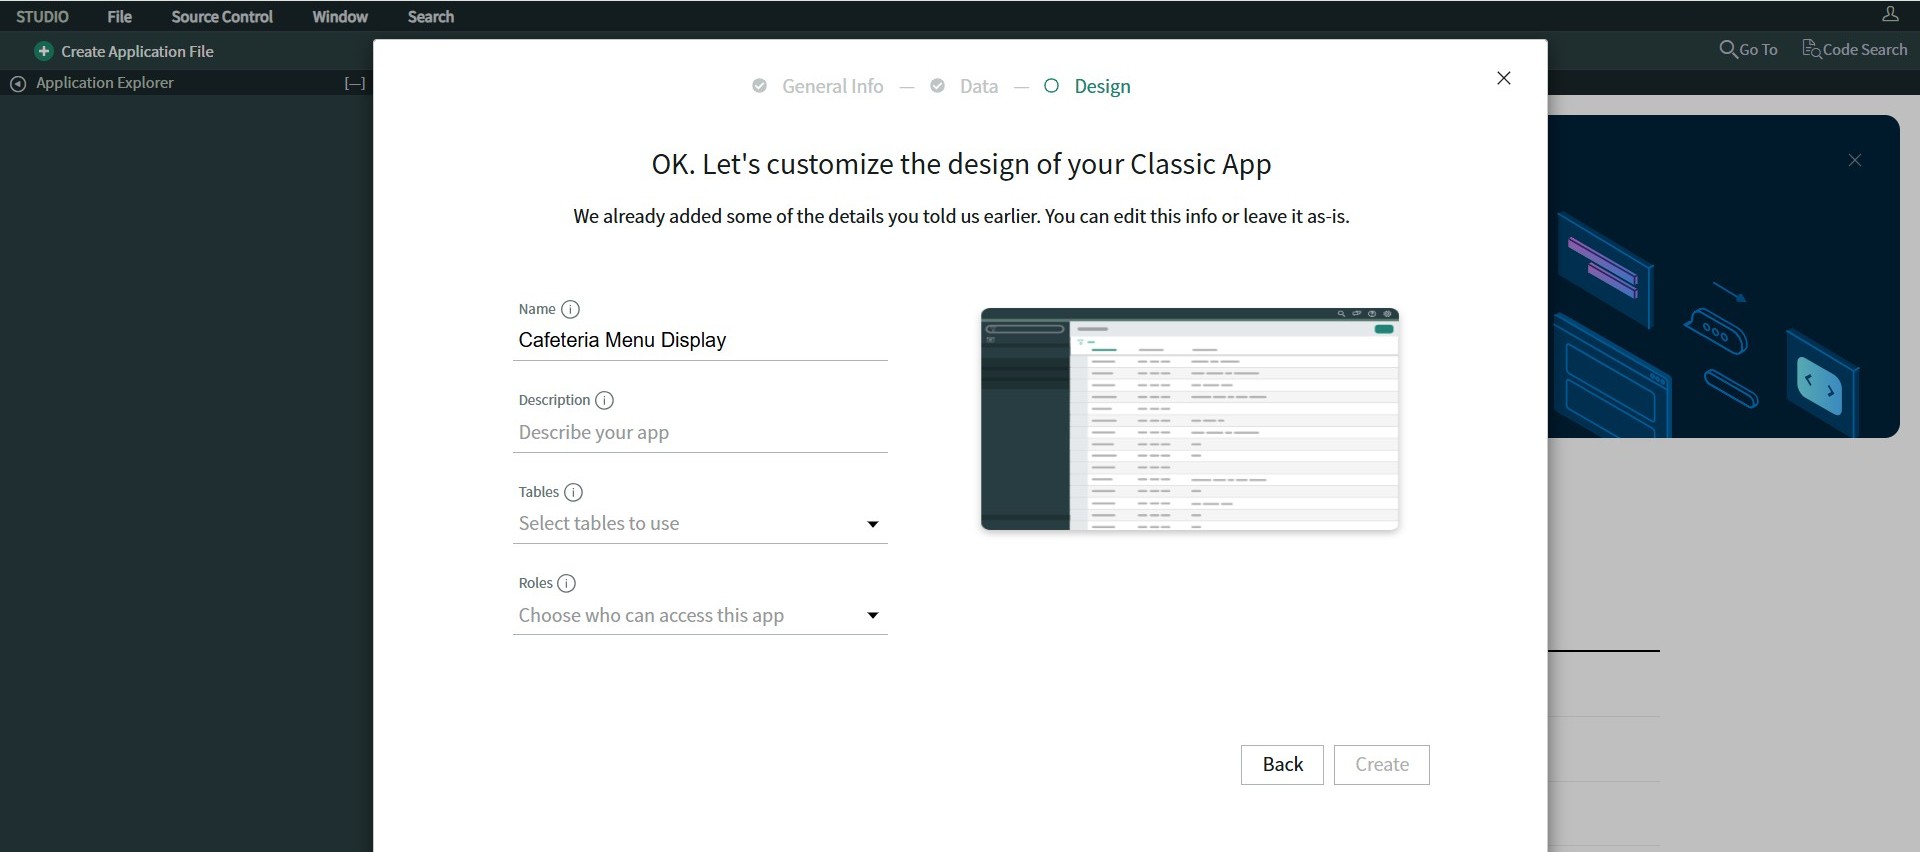 STUDIO File Source Control Window Search
Create Application File Go To Code Search
Application Explorer [—]
General Info — Data — Design
OK. Let's customize the design of your Classic App
We already added some of the details you told us earlier. You can edit this info or leave it as-is.
Name
Cafeteria Menu Display
Description
Describe your app
Tables
Select tables to use
Roles
Choose who can access this app
Back Create